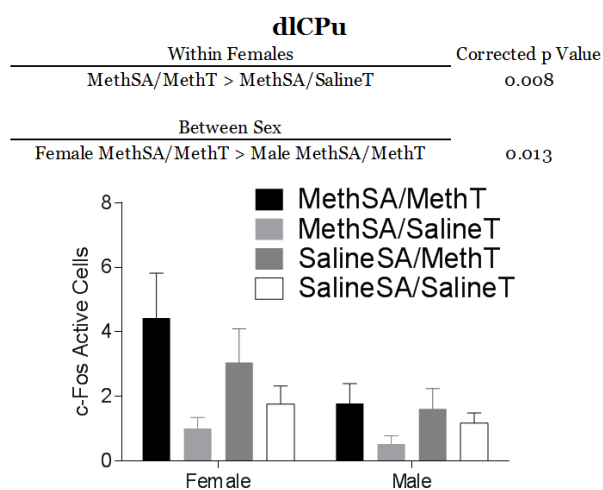 dlCPu
Within Females Corrected p Value
MethSA/MethT > MethSA/SalineT 0.008
Between Sex
Female MethSA/MethT > Male MethSA/MethT 0.013
MethSA/MethT
MethSA/SalineT
SalineSA/MethT
SalineSA/SalineT
c-Fos Active Cells
8
6
4
2
0
Female Male